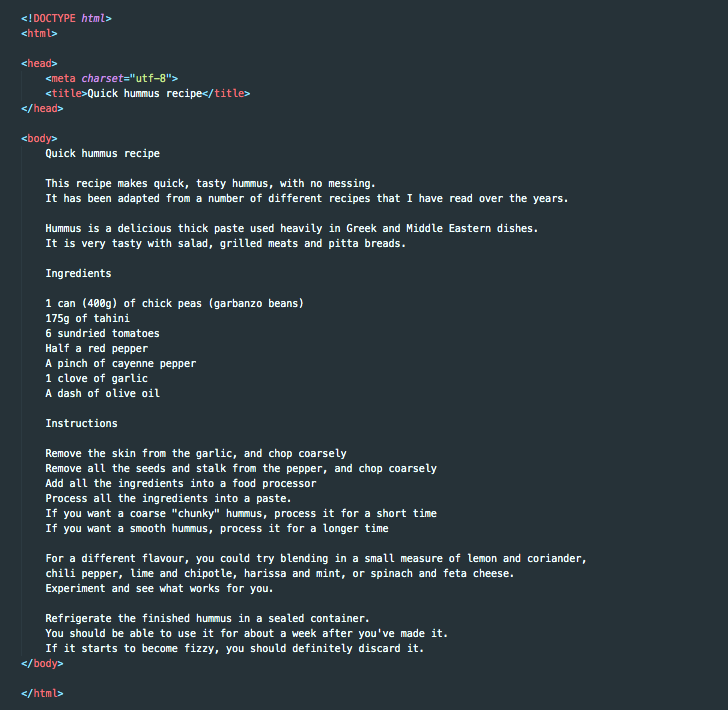 <!DOCTYPE html>
<html>
<head>
<meta charset="utf-8">
<title>Quick hummus recipe</title>
</head>
<body>
Quick hummus recipe
This recipe makes quick, tasty hummus, with no messing.
It has been adapted from a number of different recipes that I have read over the years.
Hummus is a delicious thick paste used heavily in Greek and Middle Eastern dishes.
It is very tasty with salad, grilled meats and pitta breads.
Ingredients
1 can (400g) of chick peas (garbanzo beans)
175g of tahini
6 sundried tomatoes
Half a red pepper
A pinch of cayenne pepper
1 clove of garlic
A dash of olive oil
Instructions
Remove the skin from the garlic, and chop coarsely
Remove all the seeds and stalk from the pepper, and chop coarsely
Add all the ingredients into a food processor
Process all the ingredients into a paste.
If you want a coarse "chunky" hummus, process it for a short time
If you want a smooth hummus, process it for a longer time
For a different flavour, you could try blending in a small measure of lemon and coriander,
chili pepper, lime and chipotle, harissa and mint, or spinach and feta cheese.
Experiment and see what works for you.
Refrigerate the finished hummus in a sealed container.
You should be able to use it for about a week after you've made it.
If it starts to become fizzy, you should definitely discard it.
</body>
</html>